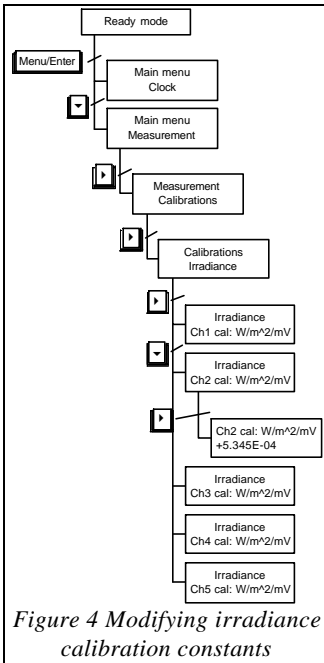 Ready mode
Menu/Enter
Main menu
Clock
Main menu
Measurement
Measurement
Calibrations
Calibrations
Irradiance
Irradiance
Ch1 cal: W/m^2/mV
Irradiance
Ch2 cal: W/m^2/mV
Ch2 cal: W/m^2/mV
+5.345E-04
Irradiance
Ch3 cal: W/m^2/mV
Irradiance
Ch4 cal: W/m^2/mV
Irradiance
Ch5 cal: W/m^2/mV
Figure 4 Modifying irradiance
calibration constants